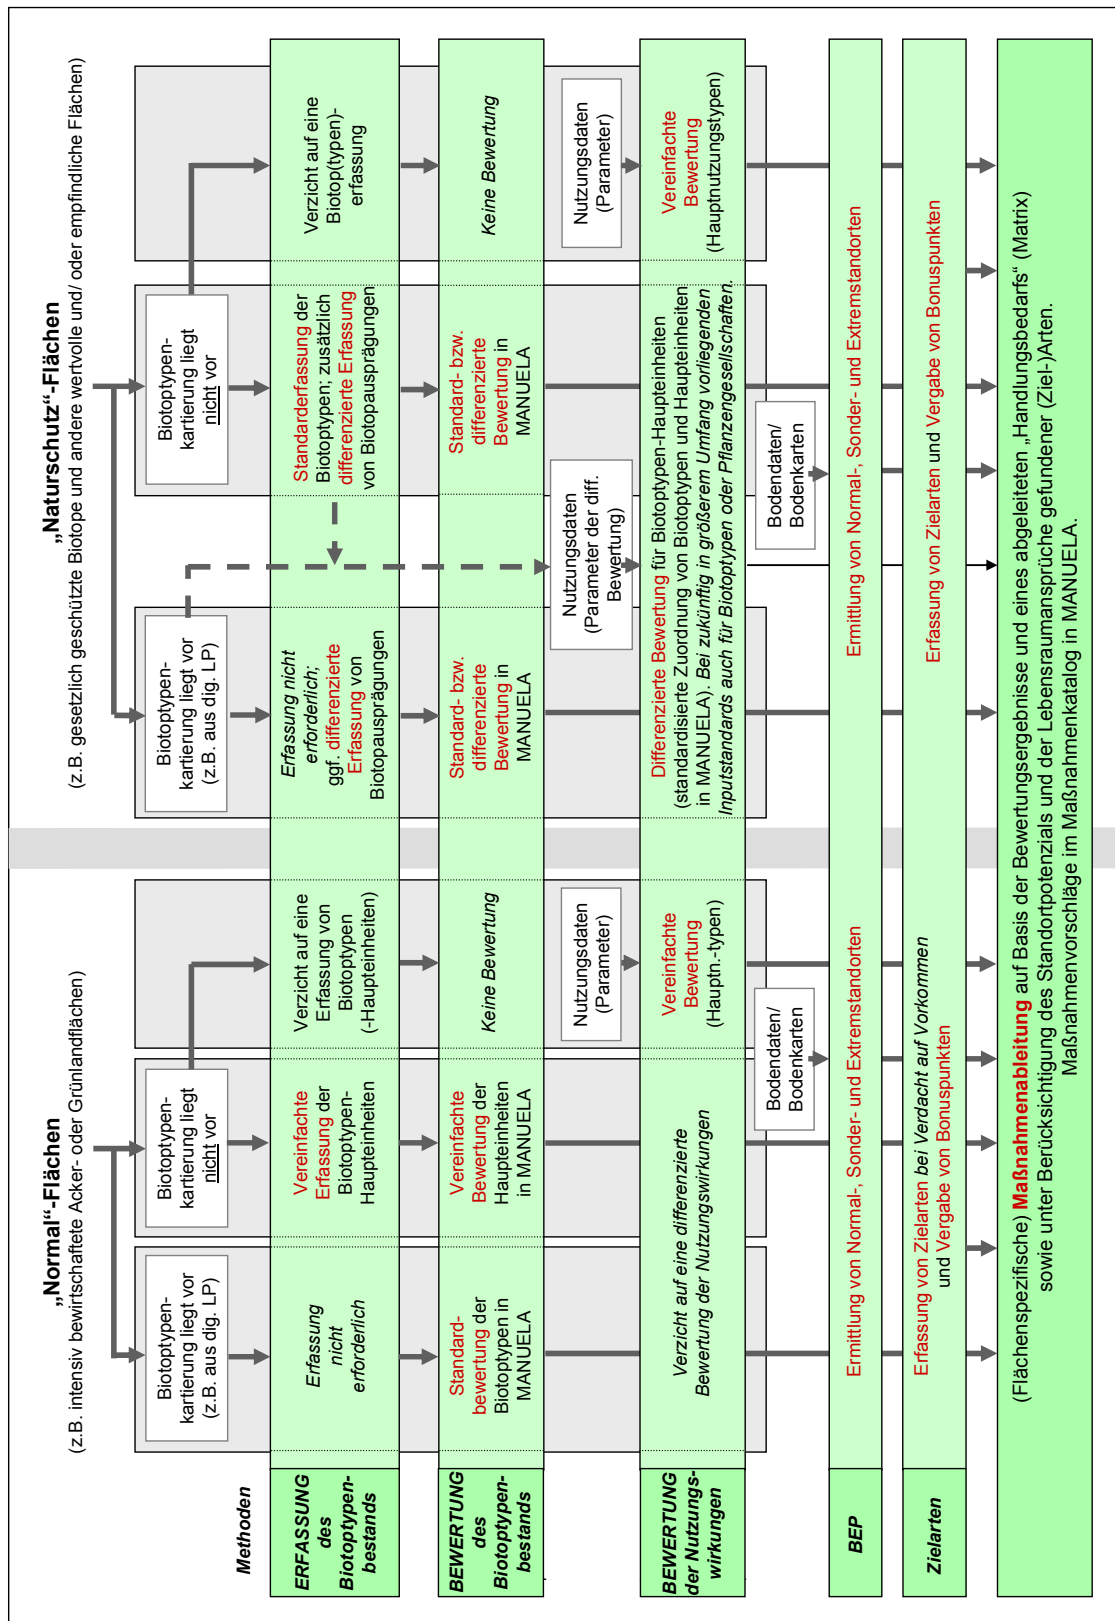 „Normal“-Flächen
(z.B. intensiv bewirtschaftete Acker- oder Grünlandflächen)
„Naturschutz“-Flächen
(z.B. gesetzlich geschützte Biotope und andere wertvolle und/ oder empfindliche Flächen)
Methoden
Biotoptypen-
kartierung liegt vor
(z.B. aus dig. LP)
Biotoptypen-
kartierung liegt
nicht vor
Biotoptypen-
kartierung liegt vor
(z.B. aus dig. LP)
Biotoptypen-
kartierung liegt
nicht vor
ERFASSUNG
des
Biotoptypen-
bestands
Erfassung
nicht
erforderlich
Vereinfachte
Erfassung der
Biotoptypen-
Haupteinheiten
Verzicht auf eine
Erfassung von
Biotoptypen
(-Haupteinheiten)
Erfassung nicht
erforderlich;
ggf. differenzierte
Erfassung von
Biotopausprägungen
Standarderfassung der
Biotoptypen; zusätzlich
differenzierte Erfassung
von Biotopausprägungen
Verzicht auf eine
Biotop(typen)-
erfassung
BEWERTUNG
des
Biotoptypen-
bestands
Standard-
bewertung der
Biotoptypen in
MANUELA
Vereinfachte
Bewertung der
Haupteinheiten
in MANUELA
Keine Bewertung
Standard- bzw.
differenzierte
Bewertung in
MANUELA
Standard- bzw.
differenzierte
Bewertung in
MANUELA
Keine Bewertung
Nutzungsdaten
(Parameter)
Nutzungsdaten
(Parameter der diff.
Bewertung)
Nutzungsdaten
(Parameter)
BEWERTUNG
der Nutzungs-
wirkungen
Verzicht auf eine differenzierte
Bewertung der Nutzungswirkungen
Vereinfachte
Bewertung
(Hauptn.-typen)
Differenzierte Bewertung für Biotoptypen-Haupteinheiten
(standardisierte Zuordnung von Biotoptypen und Haupteinheiten
in MANUELA). Bei zukünftig in größerem Umfang vorliegenden
Inputstandards auch für Biotoptypen oder Pflanzengesellschaften.
Vereinfachte
Bewertung
(Hauptnutzungstypen)
Bodendaten/
Bodenkarten
Bodendaten/
Bodenkarten
BEP
Ermittlung von Normal-, Sonder- und Extremstandorten
Ermittlung von Normal-, Sonder- und Extremstandorten
Zielarten
Erfassung von Zielarten bei Verdacht auf Vorkommen
und Vergabe von Bonuspunkten
Erfassung von Zielarten und Vergabe von Bonuspunkten
(Flächenspezifische) Maßnahmenableitung auf Basis der Bewertungsergebnisse und eines abgeleiteten „Handlungsbedarfs“ (Matrix)
sowie unter Berücksichtigung des Standortpotenzials und der Lebensraumansprüche gefundener (Ziel-)Arten.
Maßnahmenvorschläge im Maßnahmenkatalog in MANUELA.